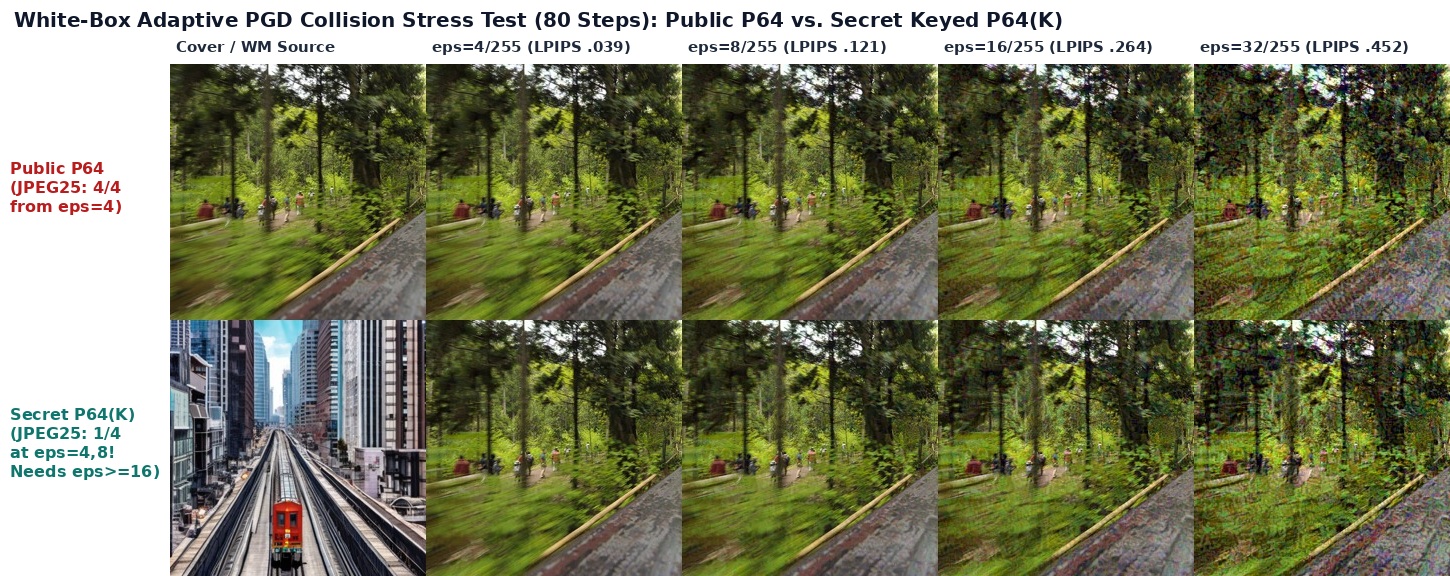 White-Box Adaptive PGD Collision Stress Test (80 Steps): Public P64 vs. Secret Keyed P64(K)
Cover / WM Source
eps=4/255 (LPIPS .039)
eps=8/255 (LPIPS .121)
eps=16/255 (LPIPS .264)
eps=32/255 (LPIPS .452)
Public P64
(JPEG25: 4/4
from eps=4)
Secret P64(K)
(JPEG25: 1/4
at eps=4,8!
Needs eps>=16)